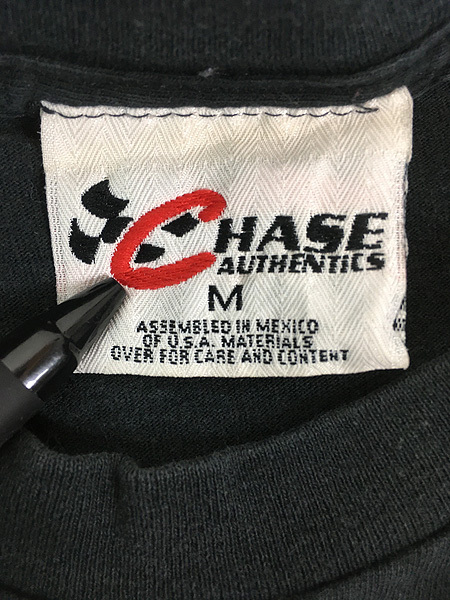 CHASE
AUTHENTICS
M
ASSEMBLED IN MEXICO
OF U.S.A. MATERIALS
OVER FOR CARE AND CONTENT